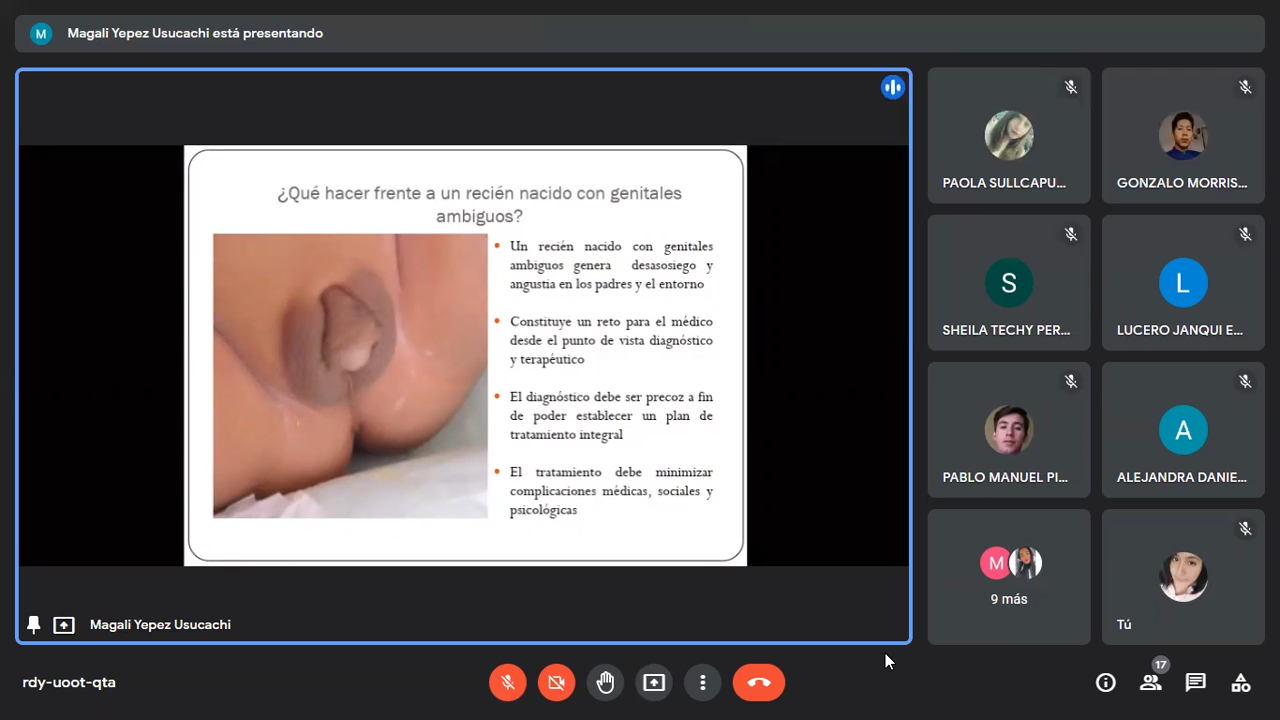 M
Magali Yepez Usucachi está presentando
¿Qué hacer frente a un recién nacido con genitales
ambiguos?
• Un recién nacido con genitales
ambiguos genera desasosiego y
angustia en los padres y el entorno
• Constituye un reto para el médico
desde el punto de vista diagnóstico
y terapéutico
• El diagnóstico debe ser precoz a fin
de poder establecer un plan de
tratamiento integral
• El tratamiento debe minimizar
complicaciones médicas, sociales y
psicológicas
Magali Yepez Usucachi
PAOLA SULLCAPU...
GONZALO MORRIS...
S
SHEILA TECHY PER...
L
LUCERO JANQUI E...
PABLO MANUEL PI...
A
ALEJANDRA DANIE...
M
9 más
Tú
rdy-uoot-qta
17